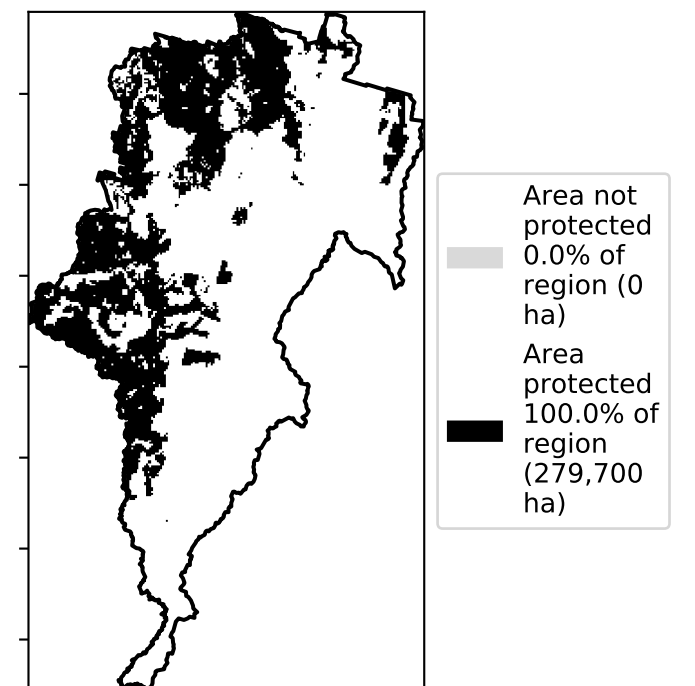 Area not
protected
0.0% of
region (0
ha)
Area
protected
100.0% of
region
(279,700
ha)